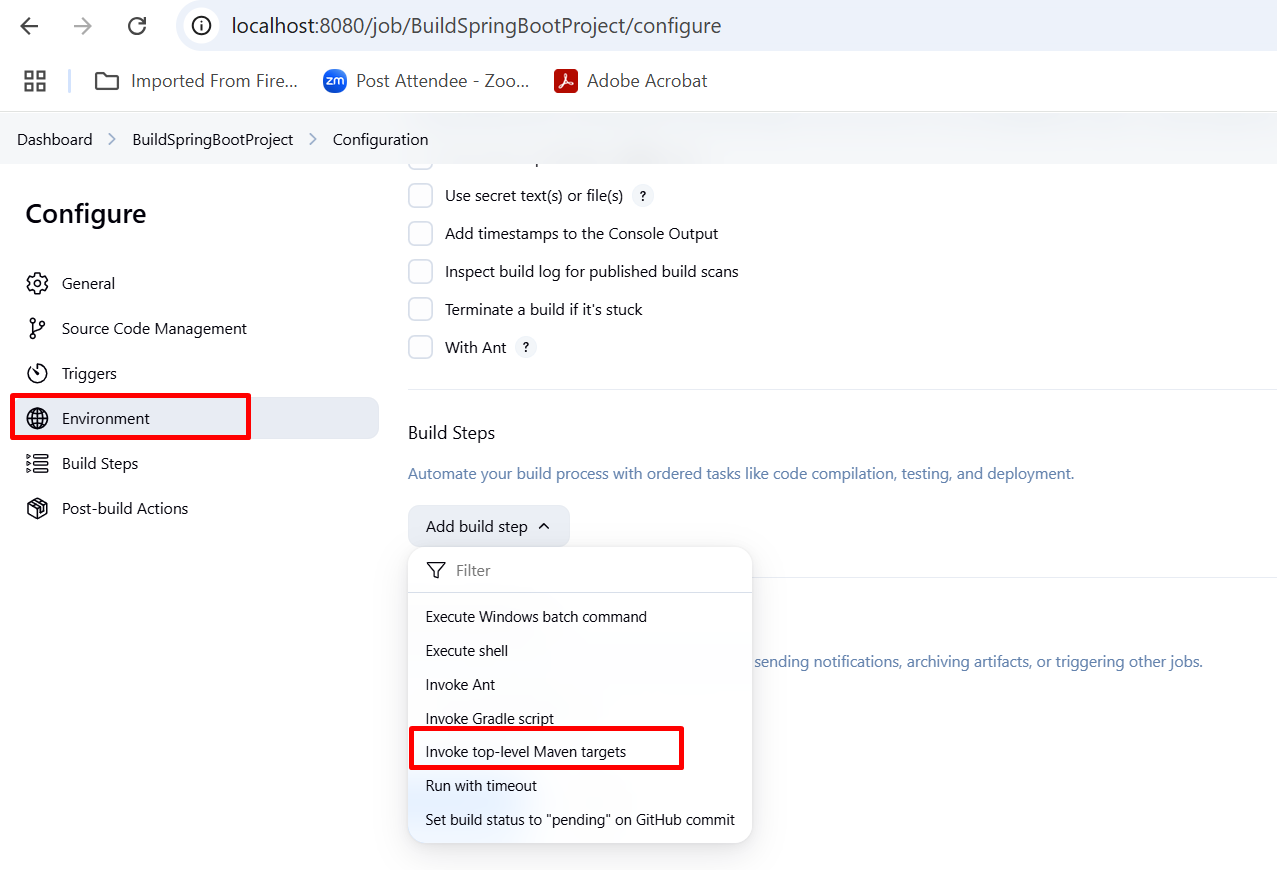 localhost:8080/job/BuildSpringBootProject/configure
Imported From Fire...
zm Post Attendee - Zoo...
Adobe Acrobat
Dashboard
BuildSpringBootProject
Configuration
Configure
General
Source Code Management
Triggers
Environment
Build Steps
Post-build Actions
Use secret text(s) or file(s) ?
Add timestamps to the Console Output
Inspect build log for published build scans
Terminate a build if it's stuck
With Ant ?
Build Steps
Automate your build process with ordered tasks like code compilation, testing, and deployment.
Add build step
Filter
Execute Windows batch command
Execute shell
Invoke Ant
Invoke Gradle script
Invoke top-level Maven targets
Run with timeout
Set build status to "pending" on GitHub commit
sending notifications, archiving artifacts, or triggering other jobs.